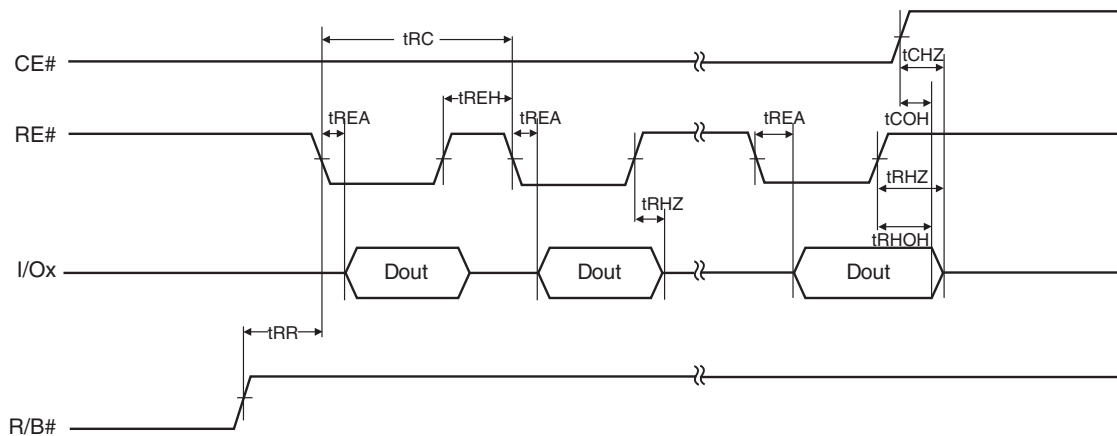 tRC
tCHZ
CE#
tREH
tREA
tREA
tREA
tCOH
RE#
tRHZ
tRHZ
tRHOH
I/Ox
Dout
Dout
Dout
tRR
R/B#